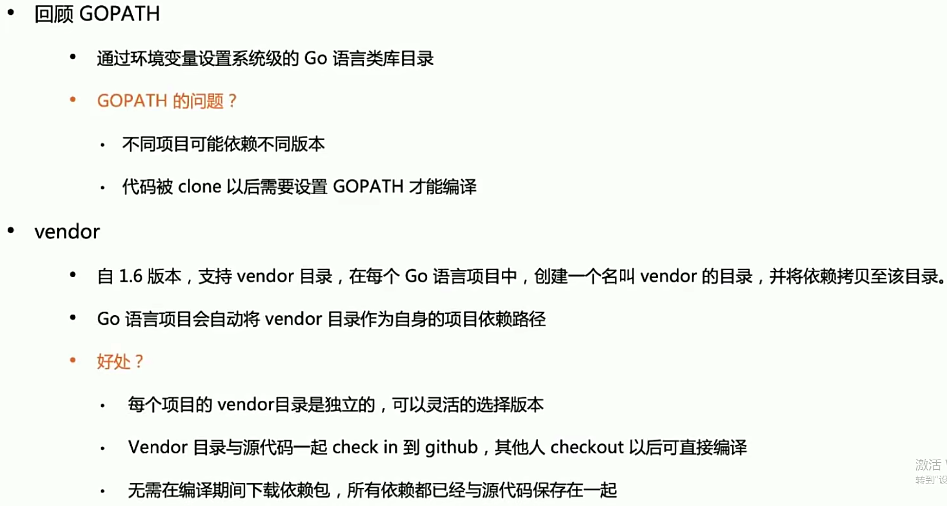 • 回顾 GOPATH
• 通过环境变量设置系统级的 Go 语言类库目录
• GOPATH 的问题？
• 不同项目可能依赖不同版本
• 代码被 clone 以后需要设置 GOPATH 才能编译
• vendor
• 自 1.6 版本，支持 vendor 目录，在每个 Go 语言项目中，创建一个名叫 vendor 的目录，并将依赖拷贝至该目录。
• Go 语言项目会自动将 vendor 目录作为自身的项目依赖路径
• 好处？
• 每个项目的 vendor目录是独立的，可以灵活的选择版本
• Vendor 目录与源代码一起 check in 到 github，其他人 checkout 以后可直接编译
• 无需在编译期间下载依赖包，所有依赖都已经与源代码保存在一起
激活
转到"设